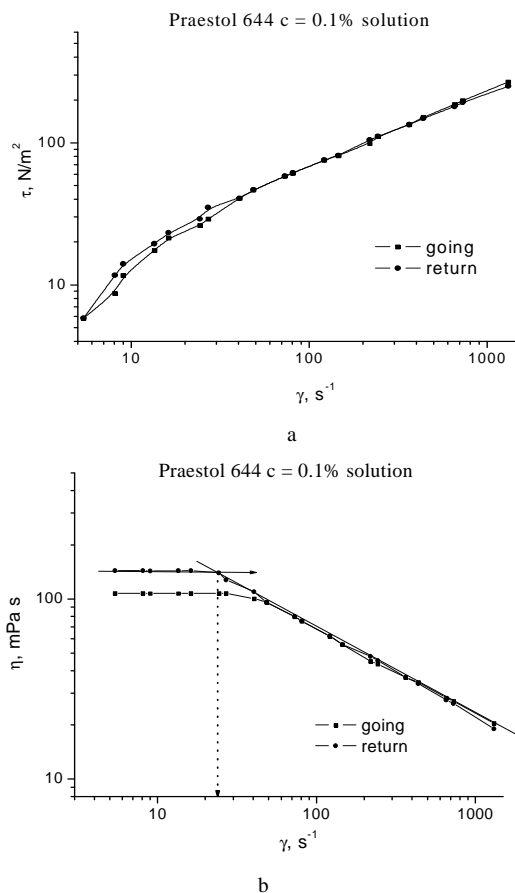 Praestol 644 c = 0.1% solution
τ, N/m²
100
10
going
return
10
100
1000
γ, s⁻¹
a
Praestol 644 c = 0.1% solution
η, mPa s
100
10
going
return
10
100
1000
γ, s⁻¹
b